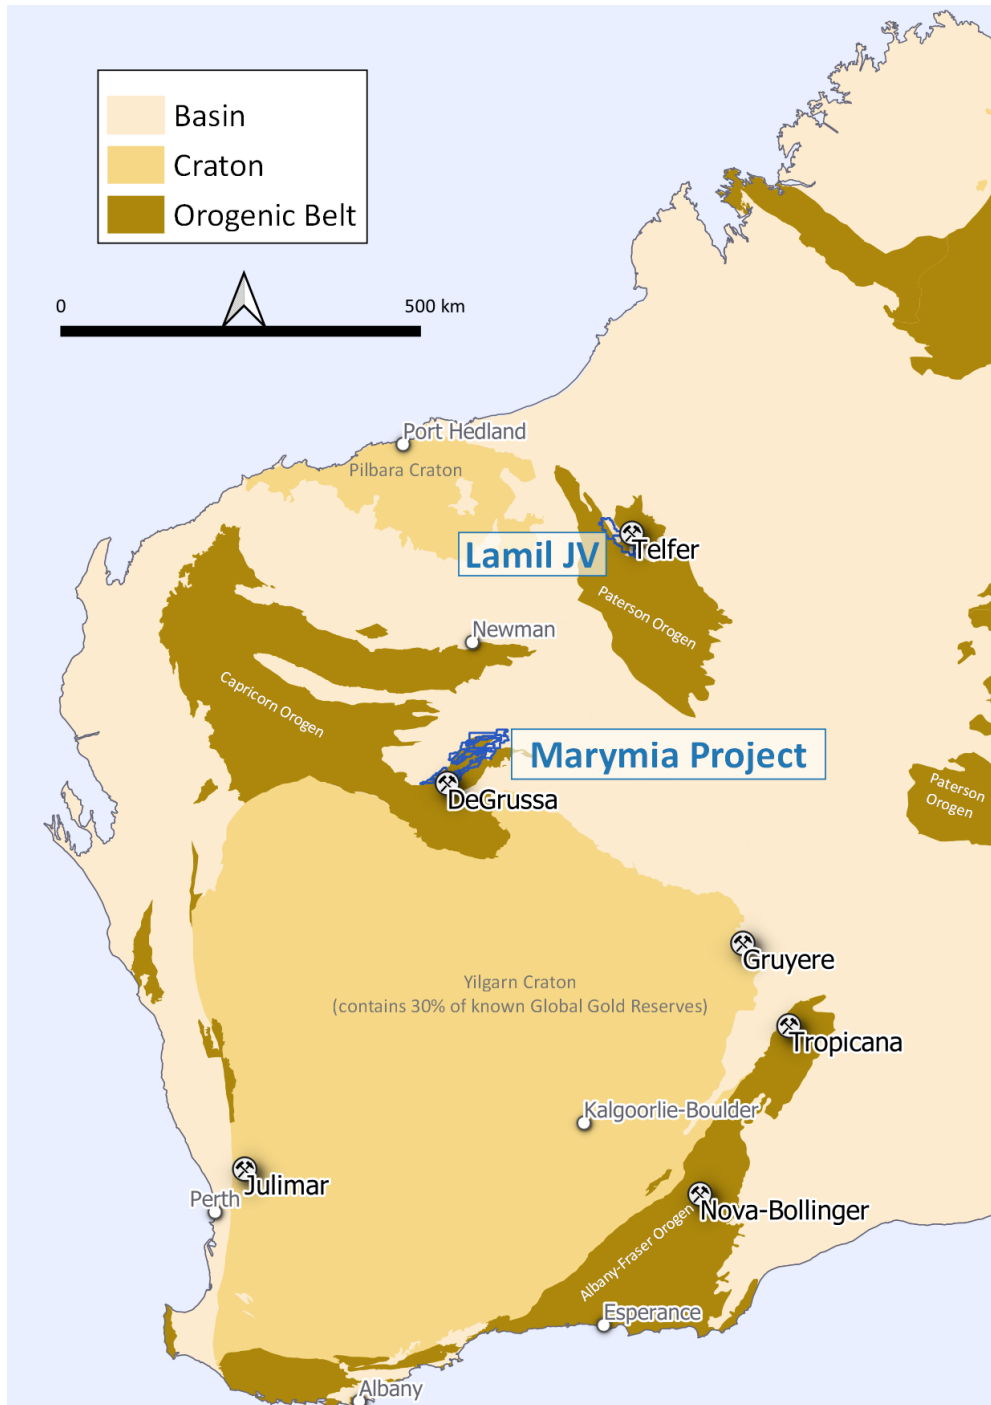 Basin
Craton
Orogenic Belt
0
500 km
Port Hedland
Pilbara Craton
Lamil JV
Telfer
Paterson Orogen
Newman
Capricorn Orogen
Marymia Project
DeGrussa
Paterson
Orogen
Gruyere
Yilgarn Craton
(contains 30% of known Global Gold Reserves)
Tropicana
Kalgoorlie-Boulder
Julimar
Perth
Nova-Bollinger
Albany-Fraser Orogen
Esperance
Albany